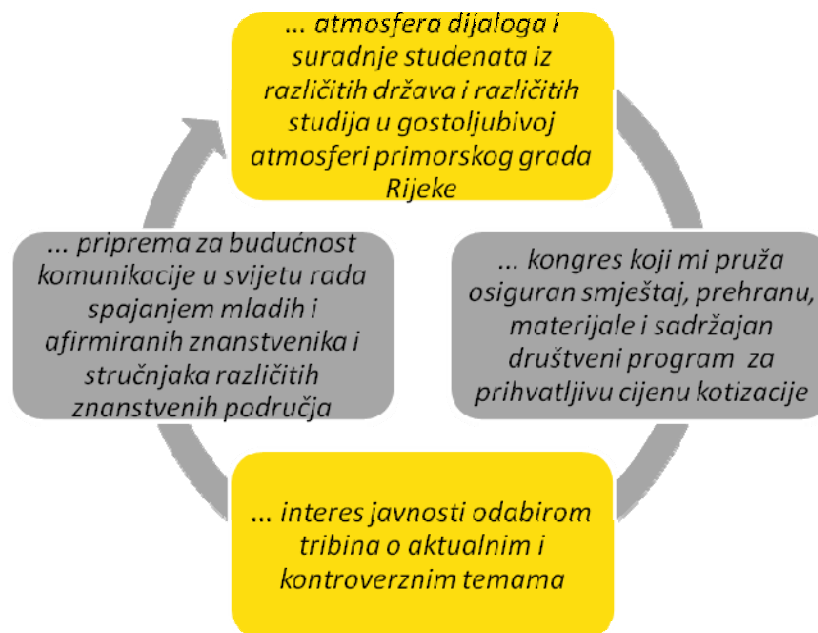 ... atmosfera dijaloga i
suradnje studenata iz
različitih država i različitih
studija u gostoljubivoj
atmosferi primorskog grada
Rijeke
... kongres koji mi pruža
osiguran smještaj, prehranu,
materijale i sadržajan
društveni program za
prihvatljivu cijenu kotizacije
... interes javnosti odabirom
tribina o aktualnim i
kontroverznim temama
... priprema za budućnost
komunikacije u svijetu rada
spajanjem mladih i
afirmiranih znanstvenika i
stručnjaka različitih
znanstvenih područja